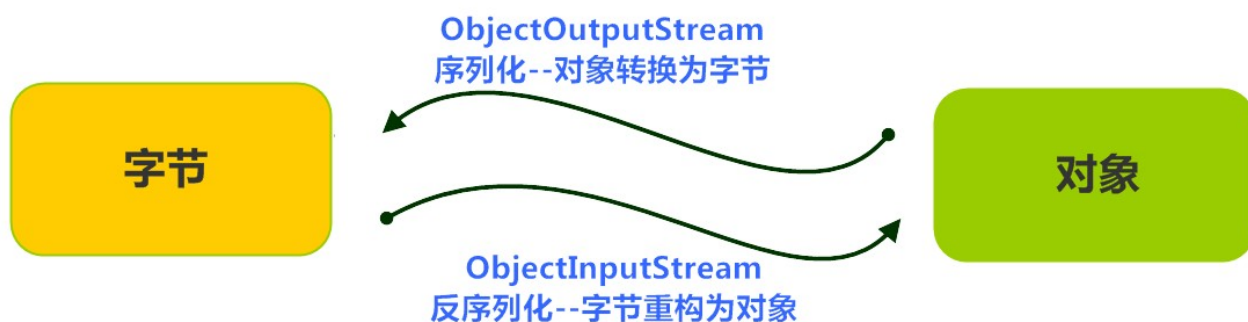 ObjectOutputStream
序列化--对象转换为字节
字节
对象
ObjectInputStream
反序列化--字节重构为对象